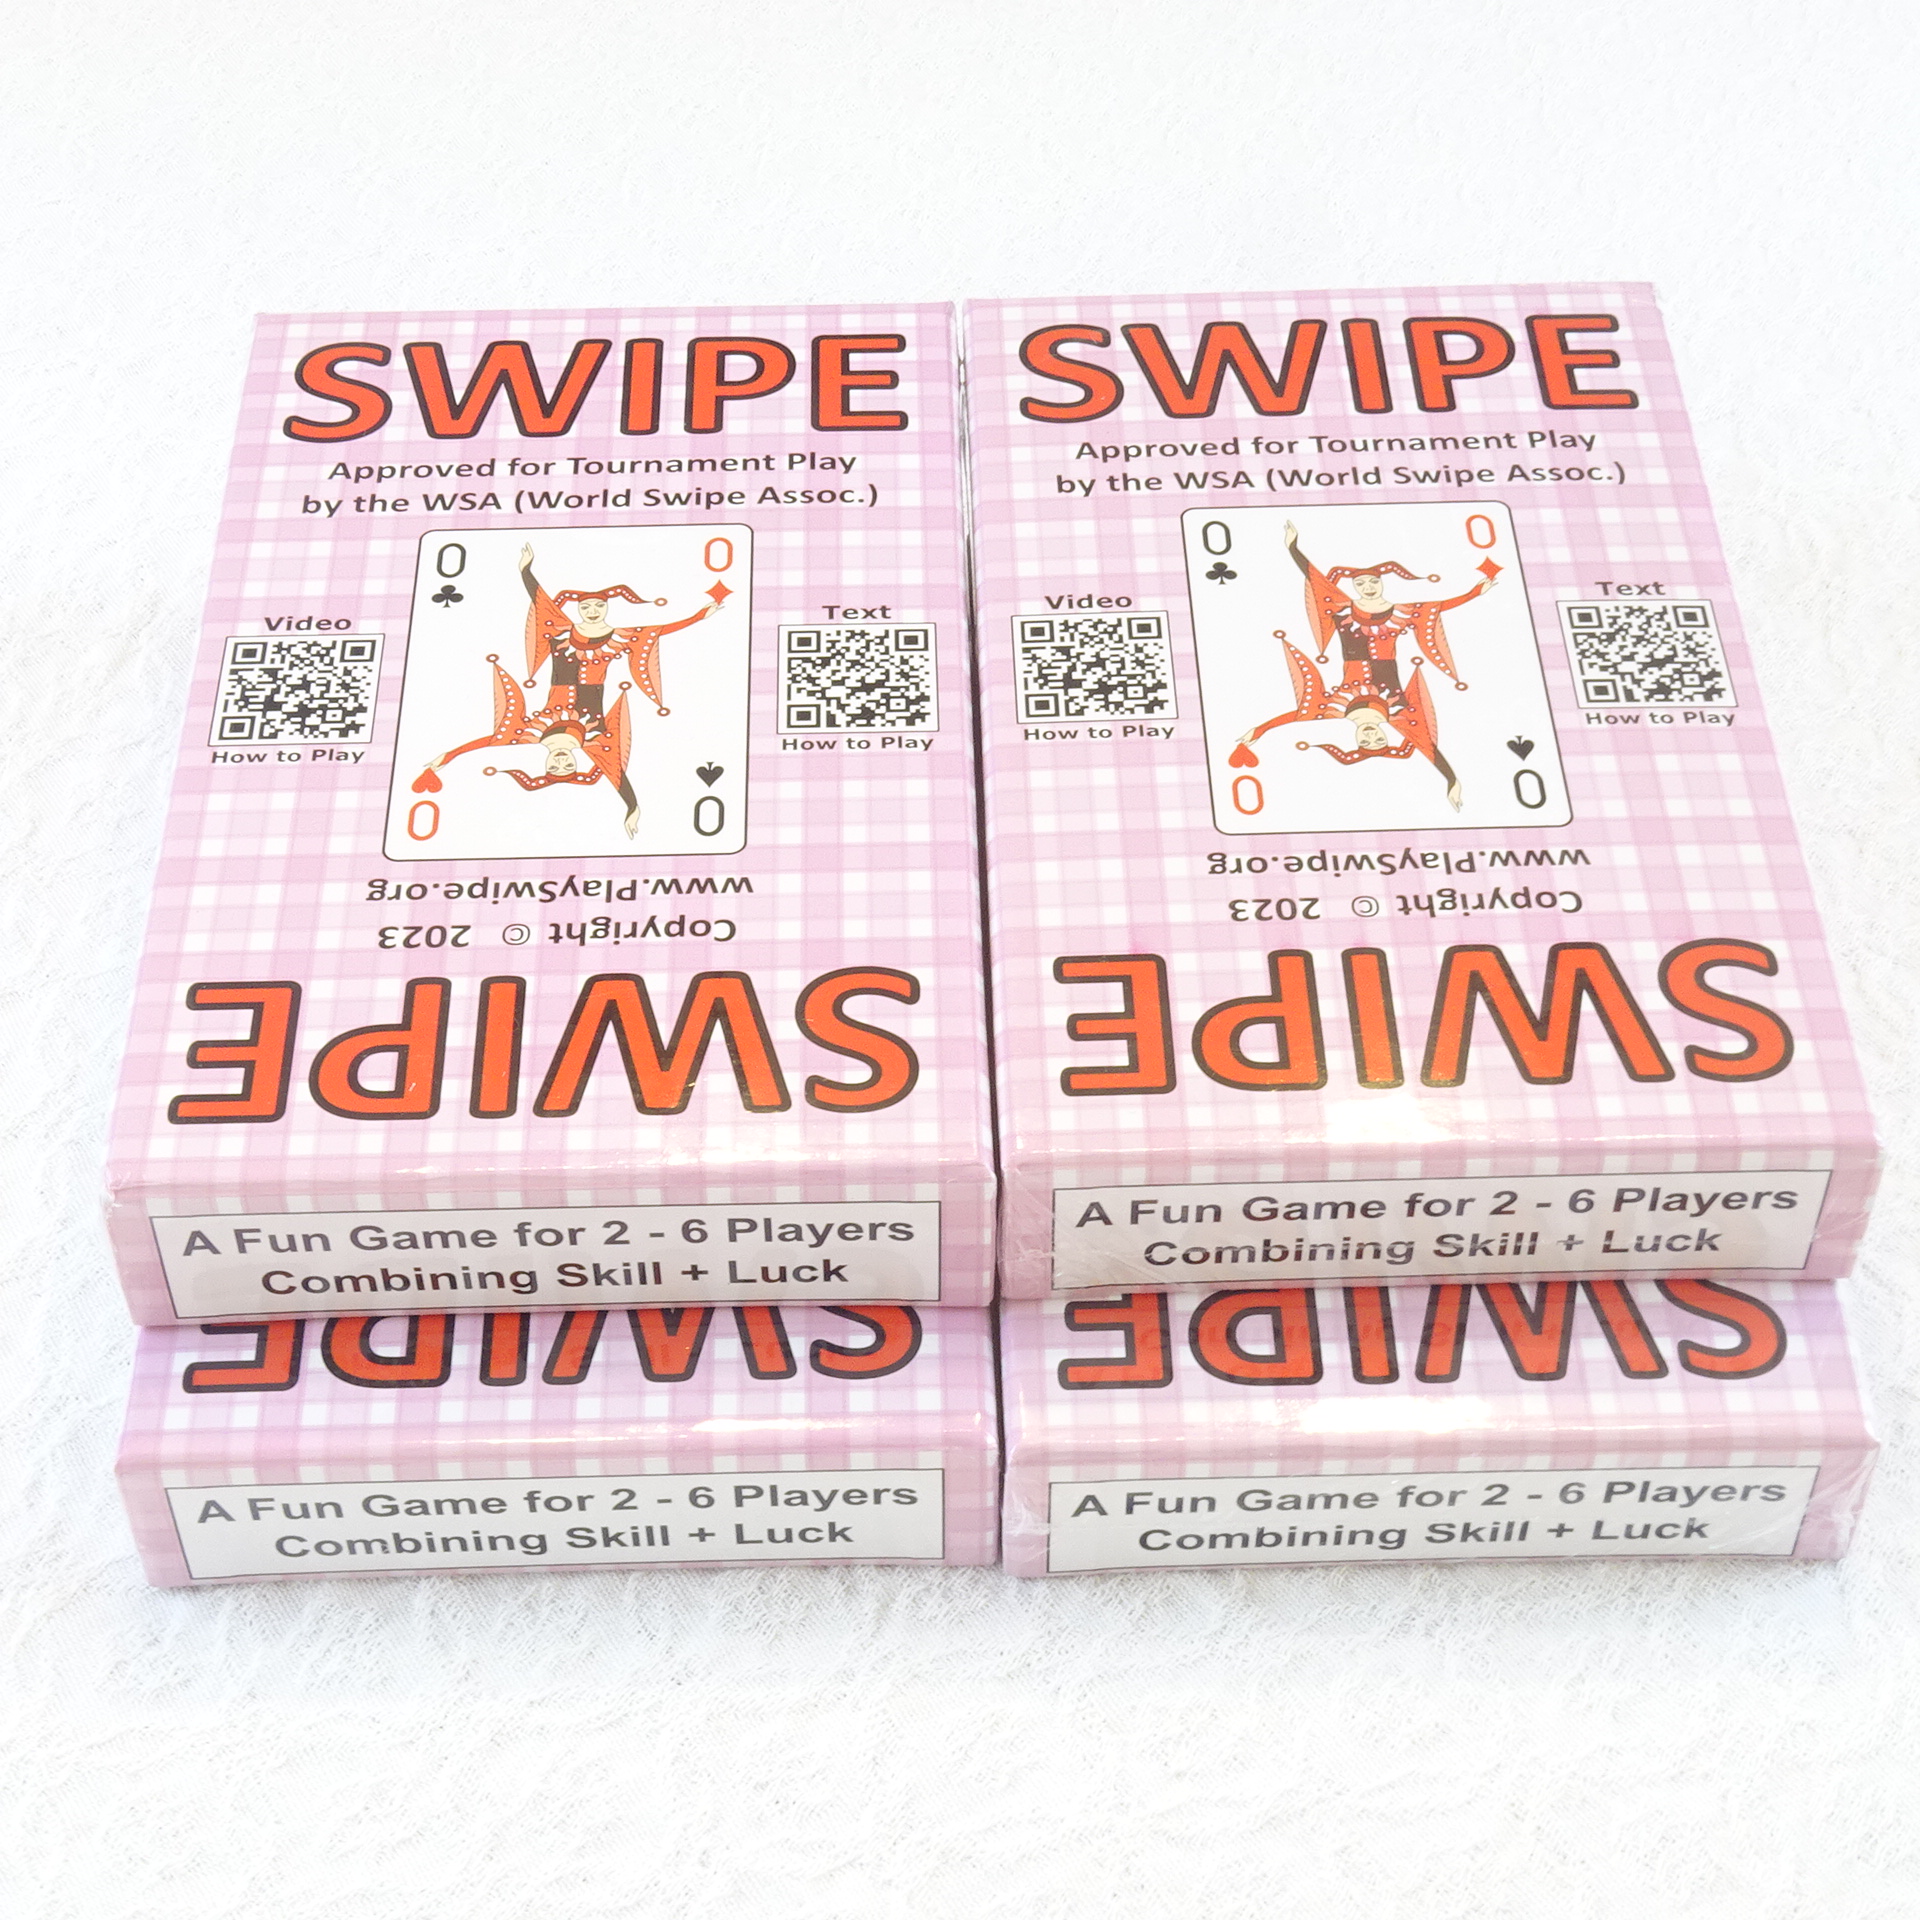 SWIPE
Approved for Tournament Play
by the WSA (World Swipe Assoc.)
0 0
Video
Text
How to Play
How to Play
0 0
www.PlaySwipe.org
Copyright © 2023
SWIPE
A Fun Game for 2 - 6 Players
Combining Skill + Luck
SWIPE
Approved for Tournament Play
by the WSA (World Swipe Assoc.)
0 0
Video
Text
How to Play
How to Play
0 0
www.PlaySwipe.org
Copyright © 2023
SWIPE
A Fun Game for 2 - 6 Players
Combining Skill + Luck
SWIPE
A Fun Game for 2 - 6 Players
Combining Skill + Luck
SWIPE
A Fun Game for 2 - 6 Players
Combining Skill + Luck